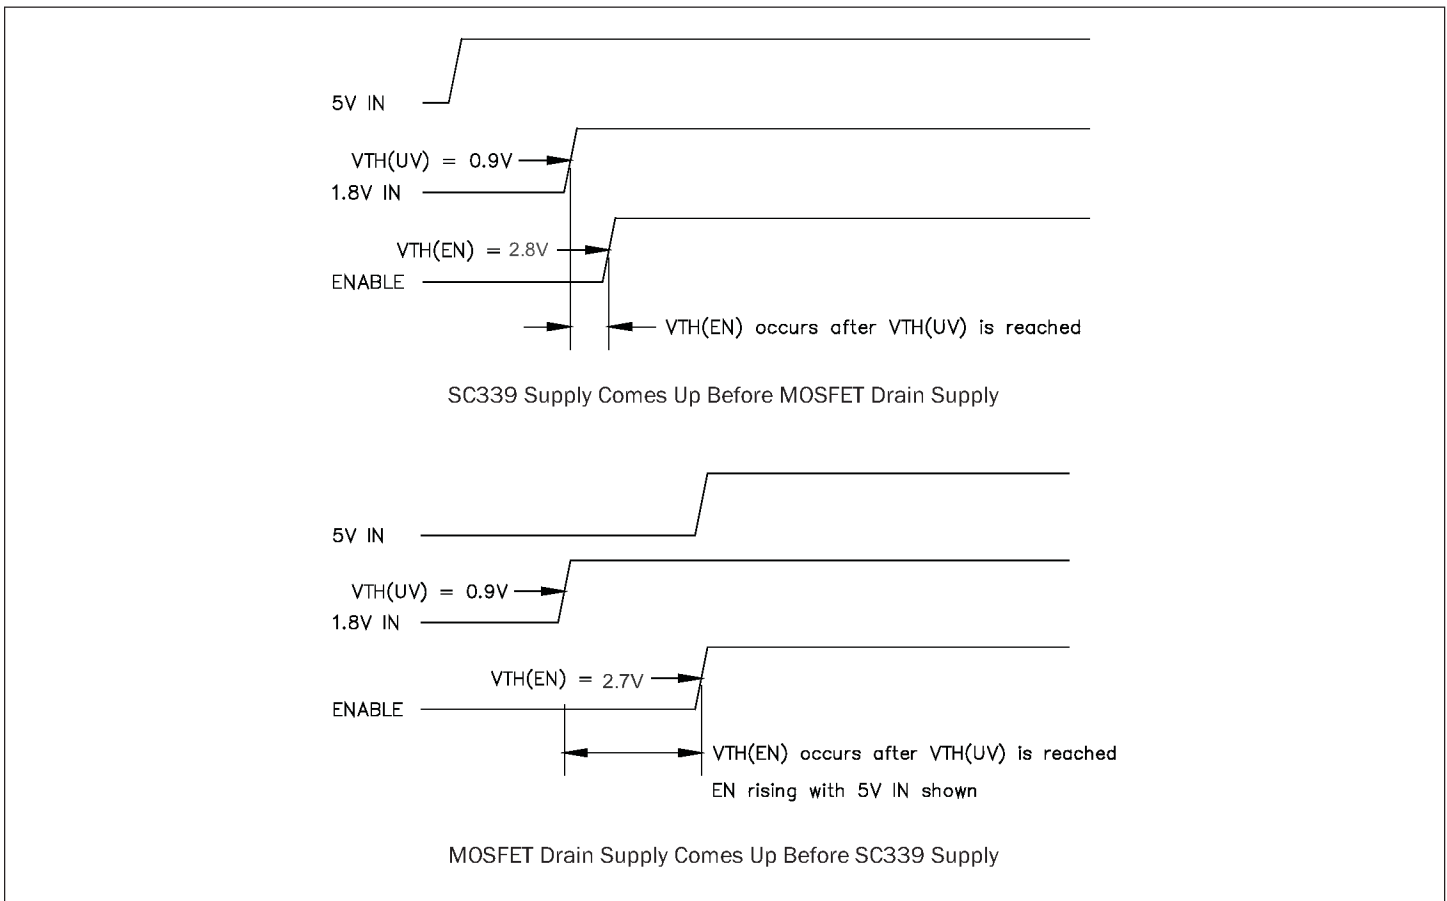 5V IN
VTH(UV) = 0.9V
1.8V IN
VTH(EN) = 2.8V
ENABLE
VTH(EN) occurs after VTH(UV) is reached
SC339 Supply Comes Up Before MOSFET Drain Supply
5V IN
VTH(UV) = 0.9V
1.8V IN
VTH(EN) = 2.7V
ENABLE
VTH(EN) occurs after VTH(UV) is reached
EN rising with 5V IN shown
MOSFET Drain Supply Comes Up Before SC339 Supply